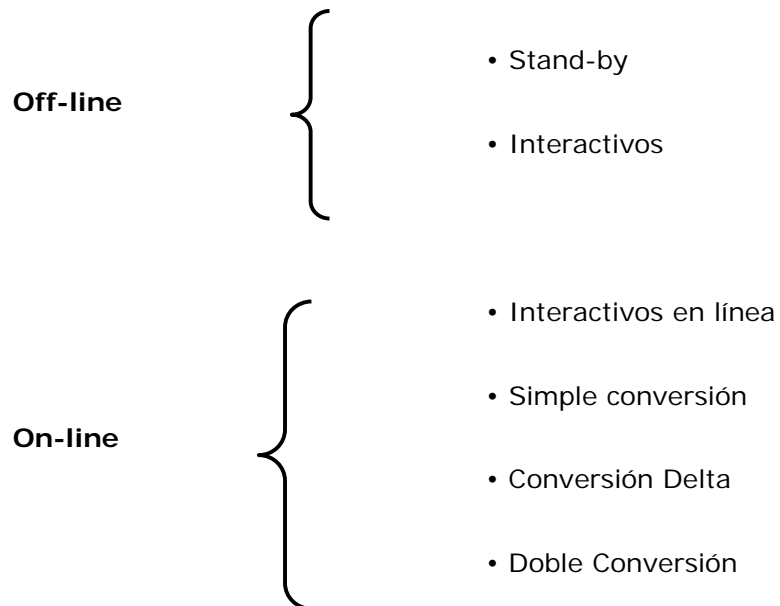 • Stand-by
Off-line
• Interactivos
• Interactivos en línea
• Simple conversión
On-line
• Conversión Delta
• Doble Conversión